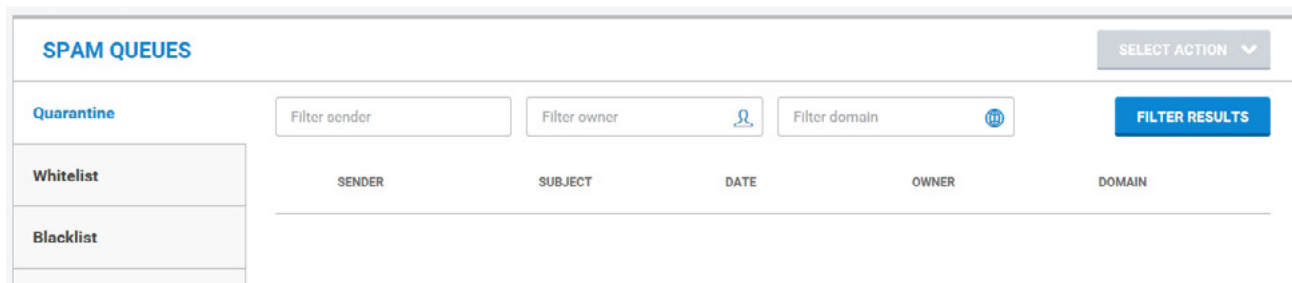 SPAM QUEUES
SELECT ACTION
Quarantine
Filter sender
Filter owner
Filter domain
FILTER RESULTS
Whitelist
SENDER
SUBJECT
DATE
OWNER
DOMAIN
Blacklist